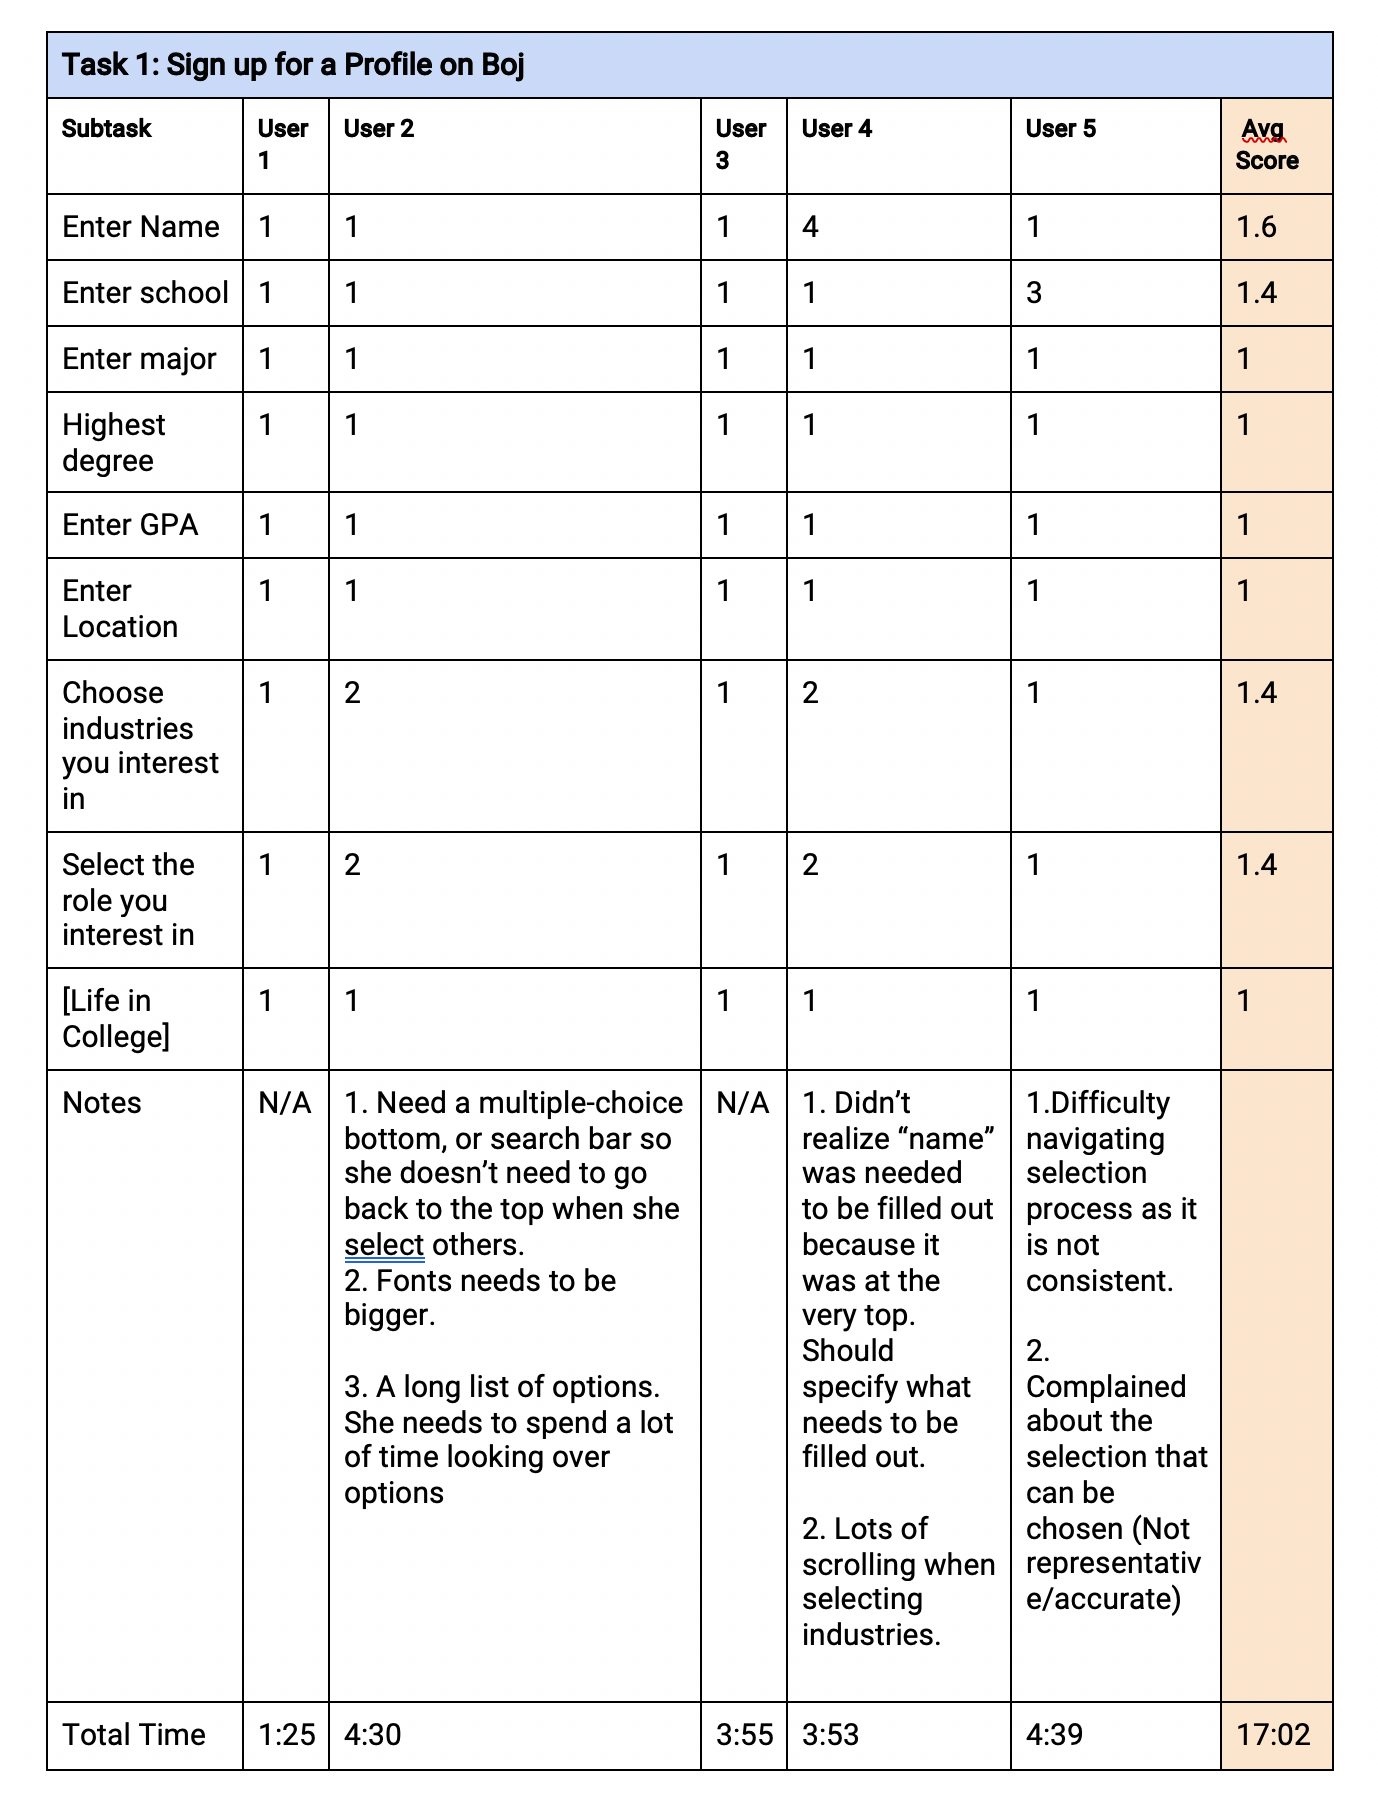 Task 1: Sign up for a Profile on Boj
Subtask
User
1
User 2
User
3
User 4
User 5
Avg
Score
Enter Name
1
1
1
4
1
1.6
Enter school
1
1
1
1
3
1.4
Enter major
1
1
1
1
1
1
Highest
degree
1
1
1
1
1
1
Enter GPA
1
1
1
1
1
1
Enter
Location
1
1
1
1
1
1
Choose
industries
you interest
in
1
2
1
2
1
1.4
Select the
role you
interest in
1
2
1
2
1
1.4
[Life in
College]
1
1
1
1
1
1
Notes
N/A
1. Need a multiple-choice
bottom, or search bar so
she doesn’t need to go
back to the top when she
select others.
2. Fonts needs to be
bigger.
3. A long list of options.
She needs to spend a lot
of time looking over
options
N/A
1. Didn’t
realize “name”
was needed
to be filled out
because it
was at the
very top.
Should
specify what
needs to be
filled out.
2. Lots of
scrolling when
selecting
industries.
1.Difficulty
navigating
selection
process as it
is not
consistent.
2.
Complained
about the
selection that
can be
chosen (Not
representativ
e/accurate)
Total Time
1:25
4:30
3:55
3:53
4:39
17:02